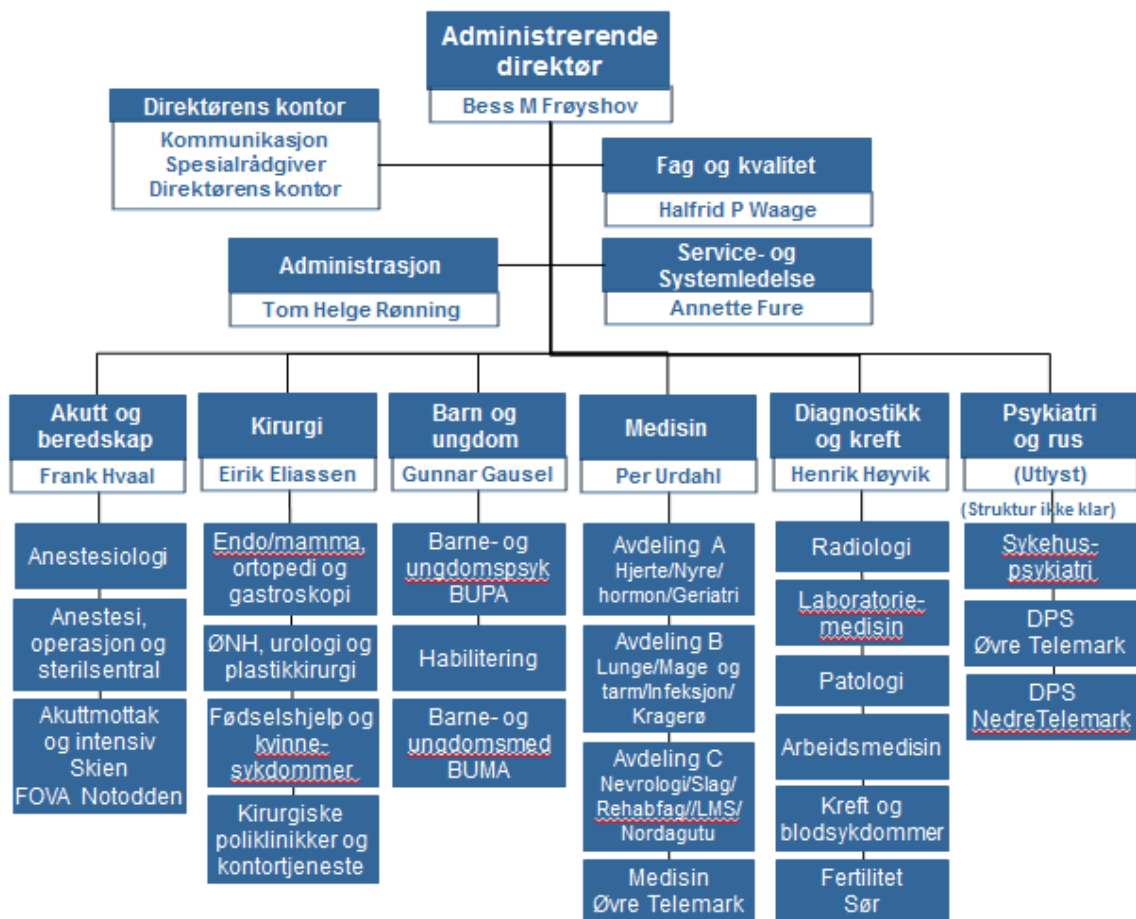 Administrerende
direktør
Bess M Frøyshov
Direktørens kontor
Kommunikasjon
Spesialrådgiver
Direktørens kontor
Fag og kvalitet
Halfrid P Waage
Administrasjon
Tom Helge Rønning
Service- og
Systemledelse
Annette Fure
Akutt og
beredskap
Frank Hvaal
Anestesiologi
Anestesi,
operasjon og
sterilsentral
Akuttmottak
og intensiv
Skien
FOVA Notodden
Kirurgi
Eirik Eliassen
Endo/mamma,
ortopedi og
gastroskopi
ØNH, urologi og
plastikkirurgi
Fødselshjelp og
kvinne-
sykdommer
Kirurgiske
poliklinikker og
kontortjeneste
Barn og
ungdom
Gunnar Gausel
Barne- og
ungdomspsyk
BUPA
Habilitering
Barne- og
ungdomsmed
BUMA
Medisin
Per Urdahl
Avdeling A
Hjerte/Nyre/
hormon/Geriatri
Avdeling B
Lunge/Mage og
tarm/Infeksjon/
Kragerø
Avdeling C
Nevrologi/Slag/
Rehabfag//LMS/
Nordagutu
Medisin
Øvre Telemark
Diagnostikk
og kreft
Henrik Høyvik
Radiologi
Laboratorie-
medisin
Patologi
Arbeidsmedisin
Kreft og
blodsykdommer
Fertilitet
Sør
Psykiatri
og rus
(Utlyst)
(Struktur ikke klar)
Sykehus-
psykiatri
DPS
Øvre Telemark
DPS
NedreTelemark